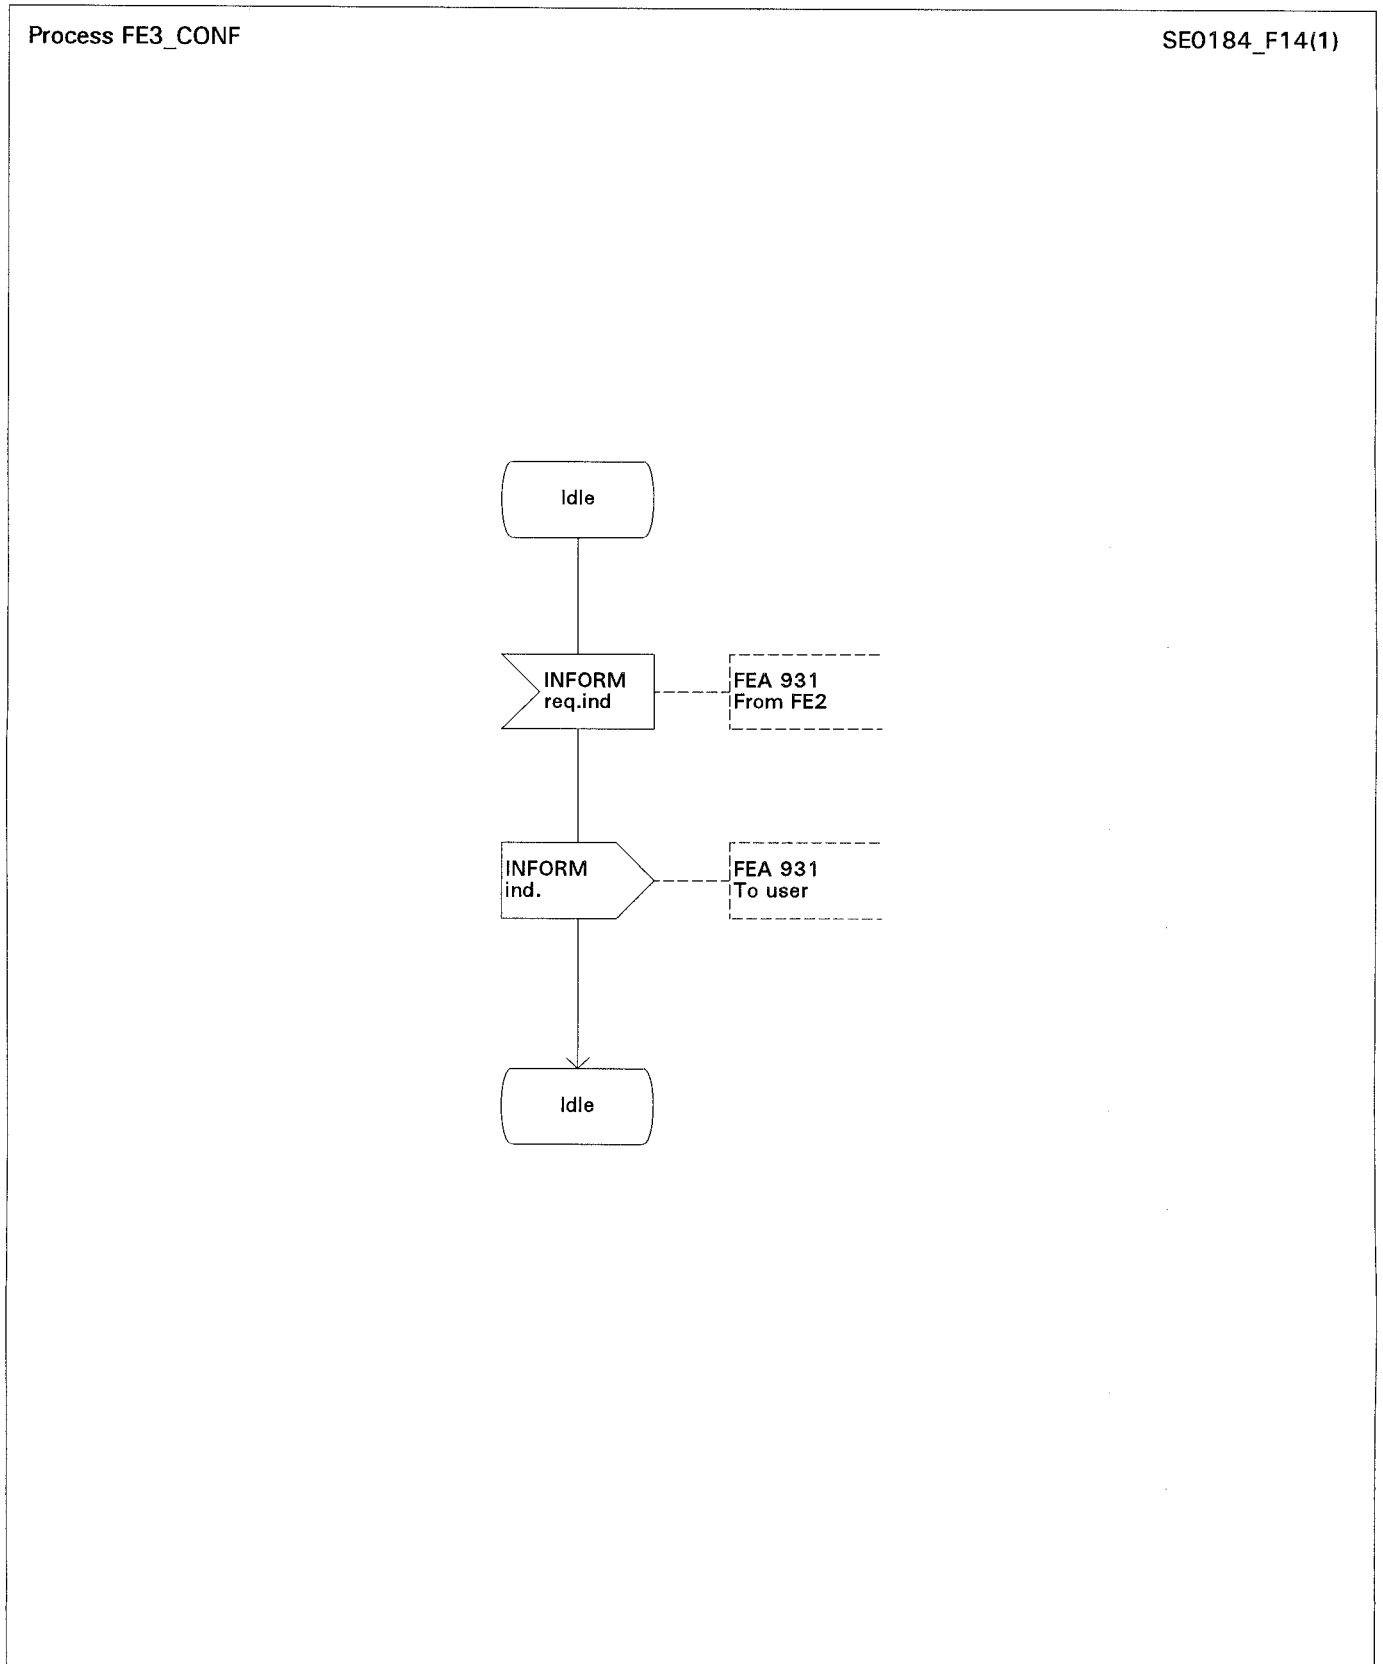 Process FE3_CONF
SE0184_F14(1)
Idle
INFORM
req.ind
FEA 931
From FE2
INFORM
ind.
FEA 931
To user
Idle